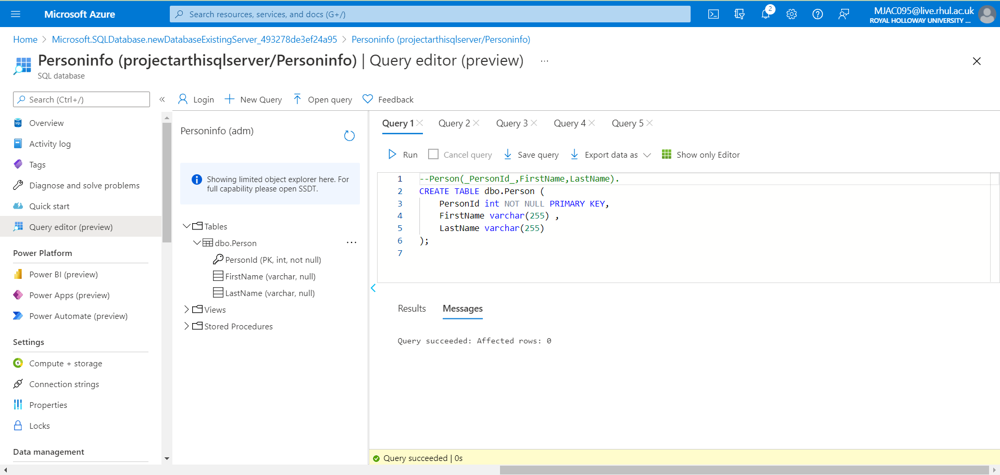 Microsoft Azure
Search resources, services, and docs (G+/)
2
MJAC095@live.rhul.ac.uk
ROYAL HOLLOWAY UNIVERSITY ...
Home > Microsoft.SQLDatabase.newDatabaseExistingServer_493278de3ef24a95 > Personinfo (projectarthisqlserver/Personinfo)
Personinfo (projectarthisqlserver/Personinfo) | Query editor (preview) ...
SQL database
Search (Ctrl+/)
«
Login
New Query
Open query
Feedback
SQL
Overview
Activity log
Tags
Diagnose and solve problems
Quick start
Query editor (preview)
Power Platform
Power BI (preview)
Power Apps (preview)
Power Automate (preview)
Settings
Compute + storage
Connection strings
Properties
Locks
Data management
Personinfo (adm)
Showing limited object explorer here. For
full capability please open SSDT.
Tables
dbo.Person ...
PersonId (PK, int, not null)
FirstName (varchar, null)
LastName (varchar, null)
Views
Stored Procedures
Query 1
Query 2
Query 3
Query 4
Query 5
Run
Cancel query
Save query
Export data as
Show only Editor
1 --Person(_PersonId_,FirstName,LastName).
2 CREATE TABLE dbo.Person (
3 PersonId int NOT NULL PRIMARY KEY,
4 FirstName varchar(255) ,
5 LastName varchar(255)
6 );
7
Results
Messages
Query succeeded: Affected rows: 0
Query succeeded | 0s